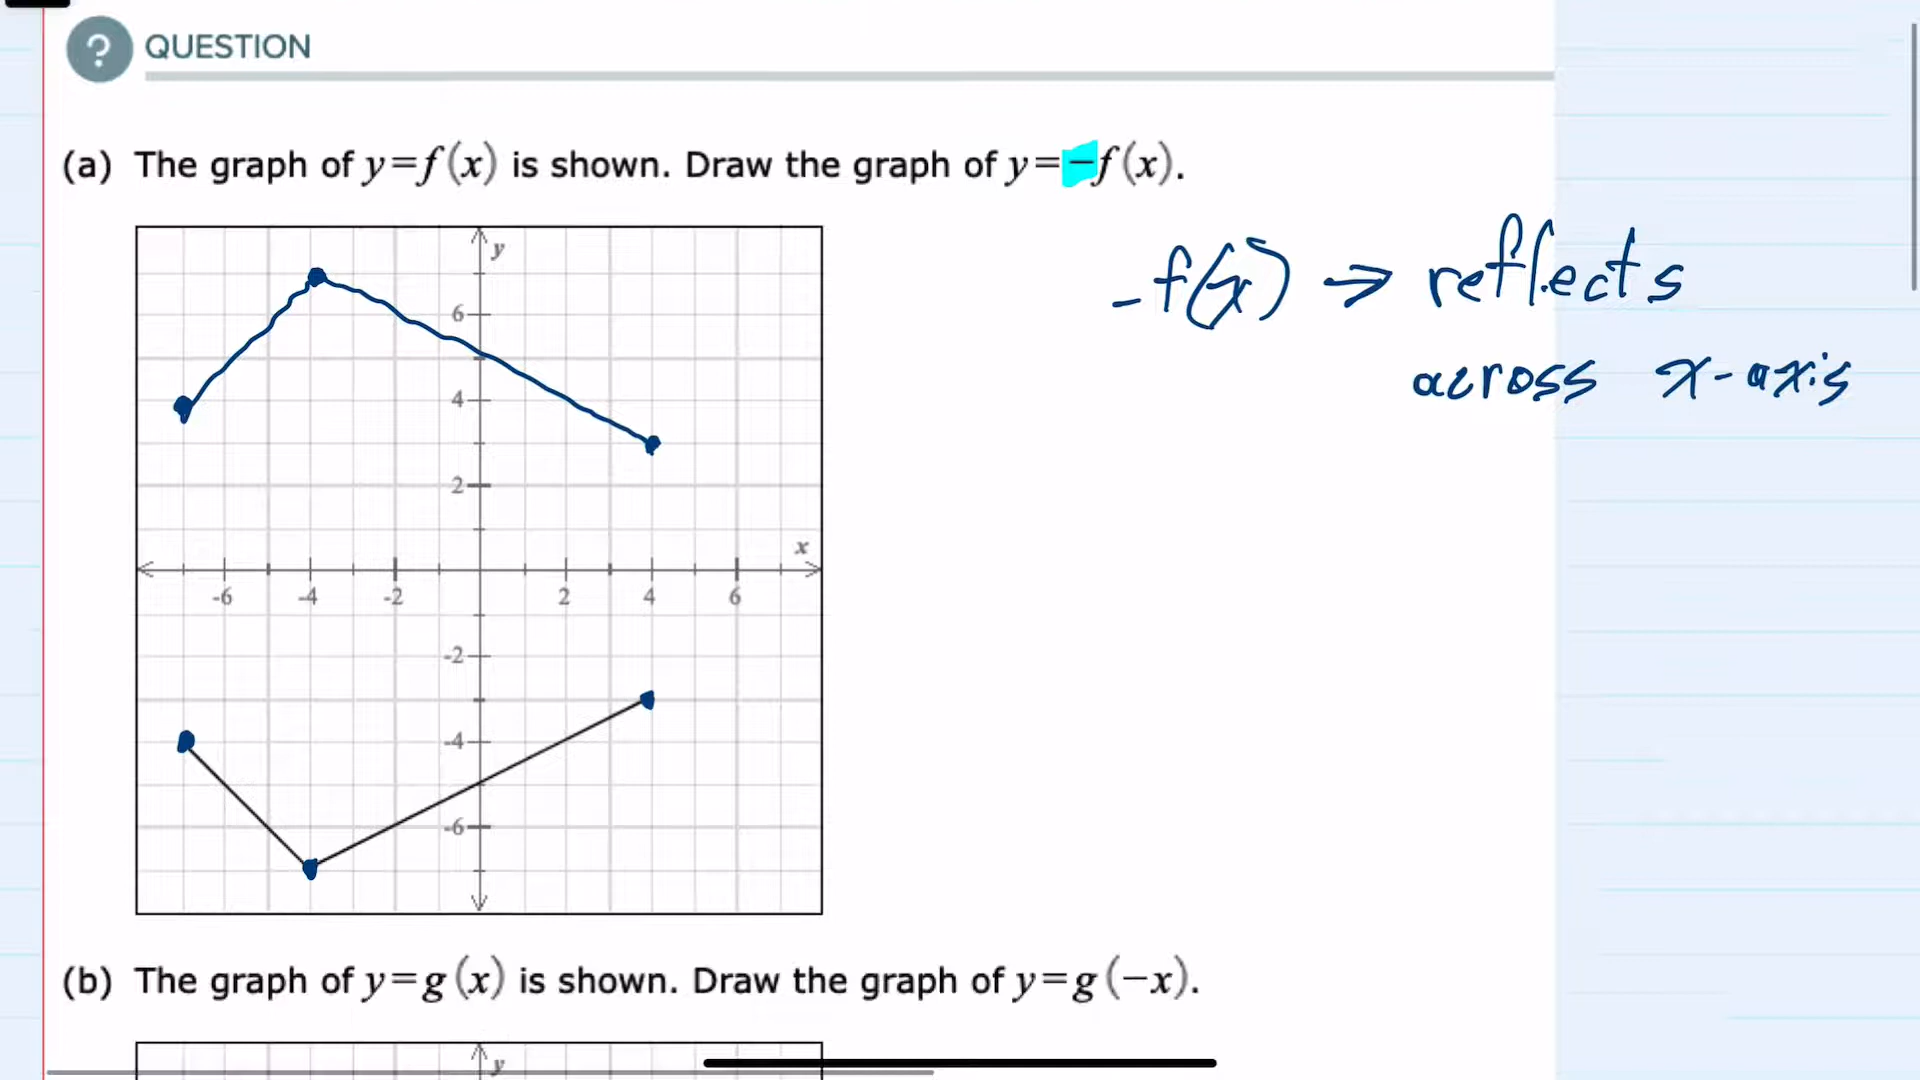 ? QUESTION
(a) The graph of y=f(x) is shown. Draw the graph of y=−f(x).
-f(x) → reflects
across x-axis
y
6
4
2
x
-6 -4 -2 2 4 6
-2
-4
-6
(b) The graph of y=g(x) is shown. Draw the graph of y=g(−x).
y